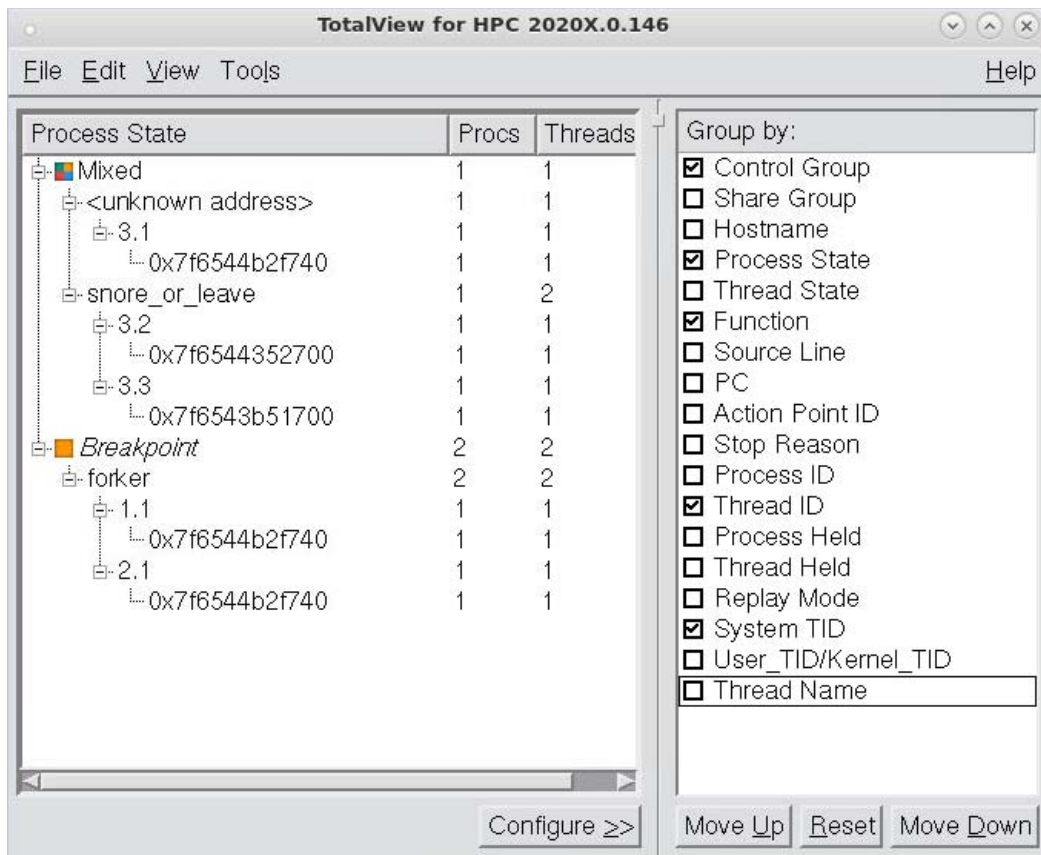 TotalView for HPC 2020X.0.146
File Edit View Tools Help
Process State Procs Threads
Mixed 1 1
<unknown address> 1 1
3.1 1 1
0x7f6544b2f740 1 1
snore_or_leave 1 2
3.2 1 1
0x7f6544352700 1 1
3.3 1 1
0x7f6543b51700 1 1
Breakpoint 2 2
forker 2 2
1.1 1 1
0x7f6544b2f740 1 1
2.1 1 1
0x7f6544b2f740 1 1
Configure >>
Group by:
Control Group
Share Group
Hostname
Process State
Thread State
Function
Source Line
PC
Action Point ID
Stop Reason
Process ID
Thread ID
Process Held
Thread Held
Replay Mode
System TID
User_TID/Kernel_TID
Thread Name
Move Up Reset Move Down